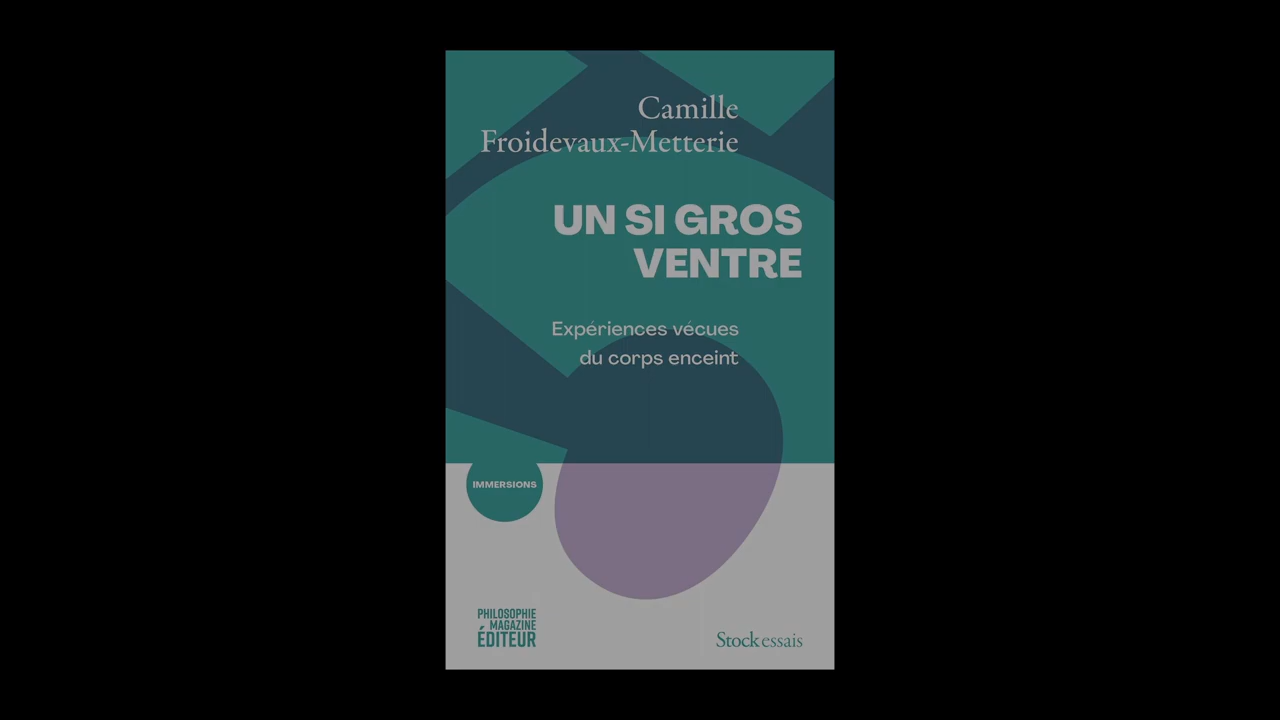 Camille
Froidevaux-Metterie
UN SI GROS
VENTRE
Expériences vécues
du corps enceint
IMMERSIONS
PHILOSOPHIE
MAGAZINE
ÉDITEUR
Stock essais